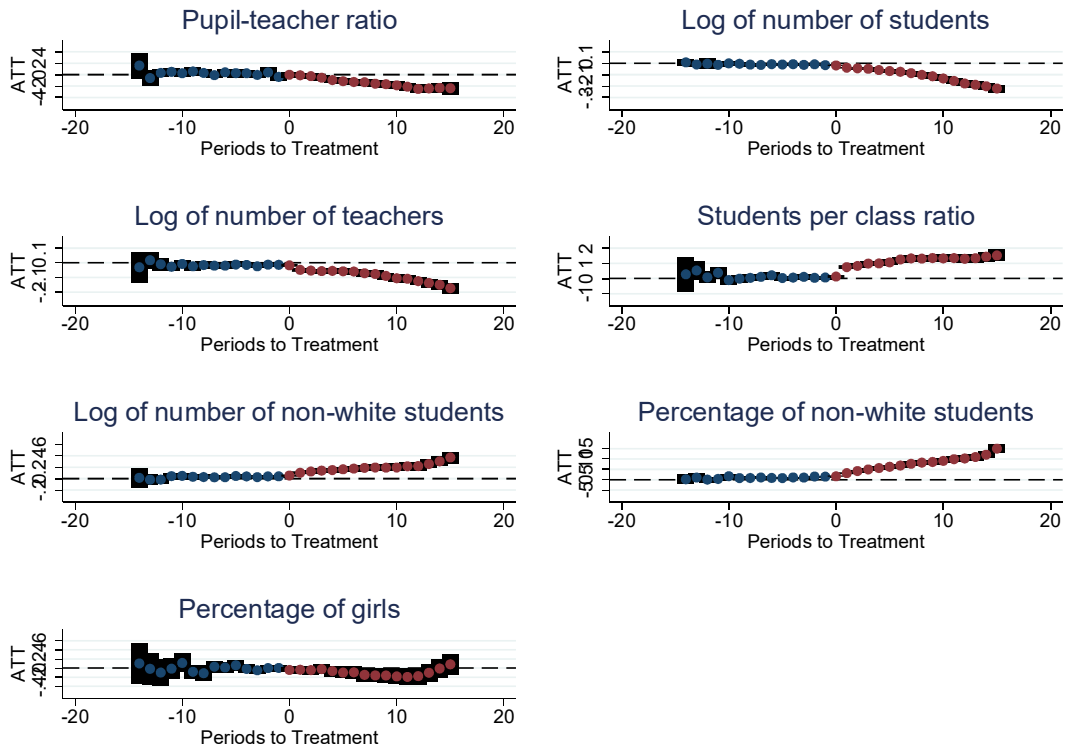 Pupil-teacher ratio
Log of number of students
ATT
ATT
-20 -10 0 10 20
-20 -10 0 10 20
Periods to Treatment
Periods to Treatment
Log of number of teachers
Students per class ratio
ATT
ATT
-1 0 1 2
-20 -10 0 10 20
-20 -10 0 10 20
Periods to Treatment
Periods to Treatment
Log of number of non-white students
Percentage of non-white students
ATT
ATT
-20 -10 0 10 20
-20 -10 0 10 20
Periods to Treatment
Periods to Treatment
Percentage of girls
ATT
-20 -10 0 10 20
Periods to Treatment